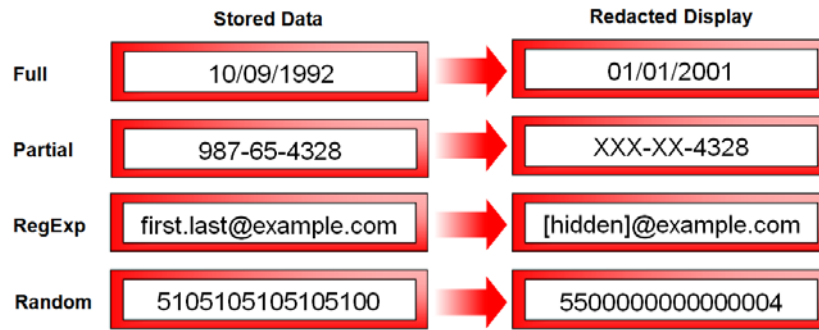 Stored Data Redacted Display
Full 10/09/1992 01/01/2001
Partial 987-65-4328 XXX-XX-4328
RegExp first.last@example.com [hidden]@example.com
Random 5105105105105100 5500000000000004